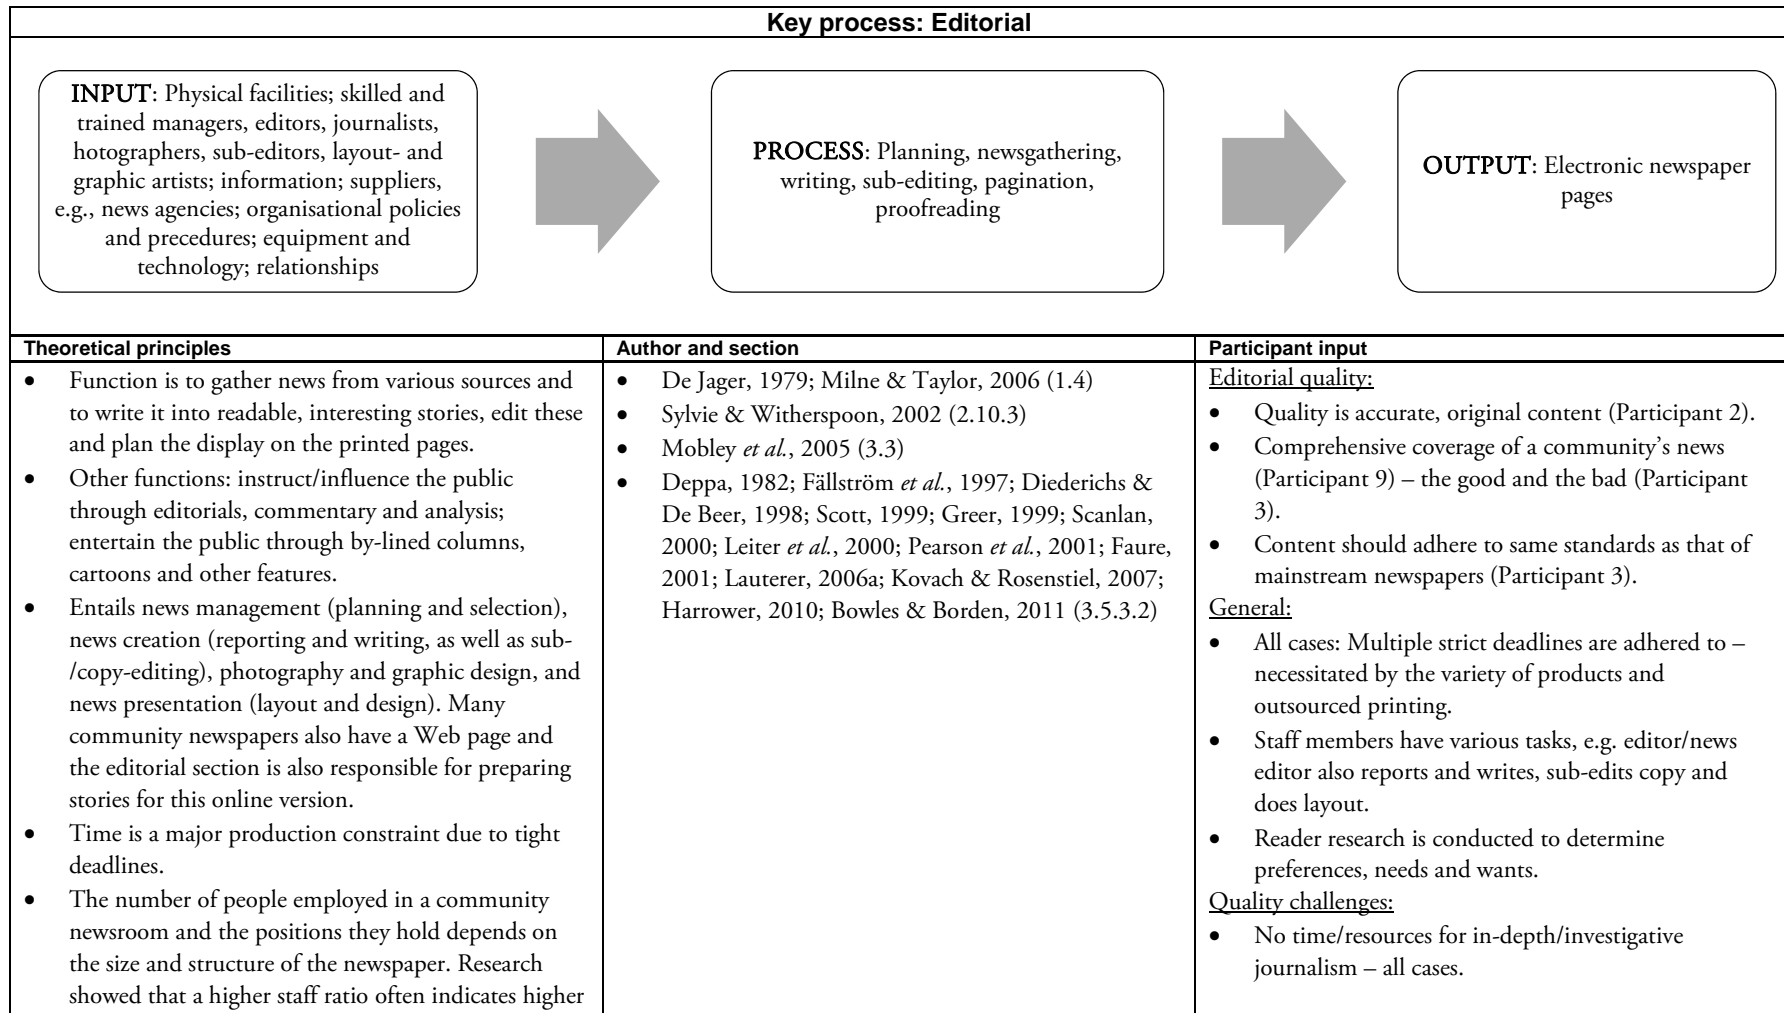 Key process: Editorial
INPUT: Physical facilities; skilled and
trained managers, editors, journalists,
hotographers, sub-editors, layout- and
graphic artists; information; suppliers,
e.g., news agencies; organisational policies
and precedures; equipment and
technology; relationships
PROCESS: Planning, newsgathering,
writing, sub-editing, pagination,
proofreading
OUTPUT: Electronic newspaper
pages
Theoretical principles
• Function is to gather news from various sources and
to write it into readable, interesting stories, edit these
and plan the display on the printed pages.
• Other functions: instruct/influence the public
through editorials, commentary and analysis;
entertain the public through by-lined columns,
cartoons and other features.
• Entails news management (planning and selection),
news creation (reporting and writing, as well as sub-
/copy-editing), photography and graphic design, and
news presentation (layout and design). Many
community newspapers also have a Web page and
the editorial section is also responsible for preparing
stories for this online version.
• Time is a major production constraint due to tight
deadlines.
• The number of people employed in a community
newsroom and the positions they hold depends on
the size and structure of the newspaper. Research
showed that a higher staff ratio often indicates higher
Author and section
• De Jager, 1979; Milne & Taylor, 2006 (1.4)
• Sylvie & Witherspoon, 2002 (2.10.3)
• Mobley et al., 2005 (3.3)
• Deppa, 1982; Fällström et al., 1997; Diederichs &
De Beer, 1998; Scott, 1999; Greer, 1999; Scanlan,
2000; Leiter et al., 2000; Pearson et al., 2001; Faure,
2001; Lauterer, 2006a; Kovach & Rosenstiel, 2007;
Harrower, 2010; Bowles & Borden, 2011 (3.5.3.2)
Participant input
Editorial quality:
• Quality is accurate, original content (Participant 2).
• Comprehensive coverage of a community's news
(Participant 9) – the good and the bad (Participant
3).
• Content should adhere to same standards as that of
mainstream newspapers (Participant 3).
General:
• All cases: Multiple strict deadlines are adhered to –
necessitated by the variety of products and
outsourced printing.
• Staff members have various tasks, e.g. editor/news
editor also reports and writes, sub-edits copy and
does layout.
• Reader research is conducted to determine
preferences, needs and wants.
Quality challenges:
• No time/resources for in-depth/investigative
journalism – all cases.